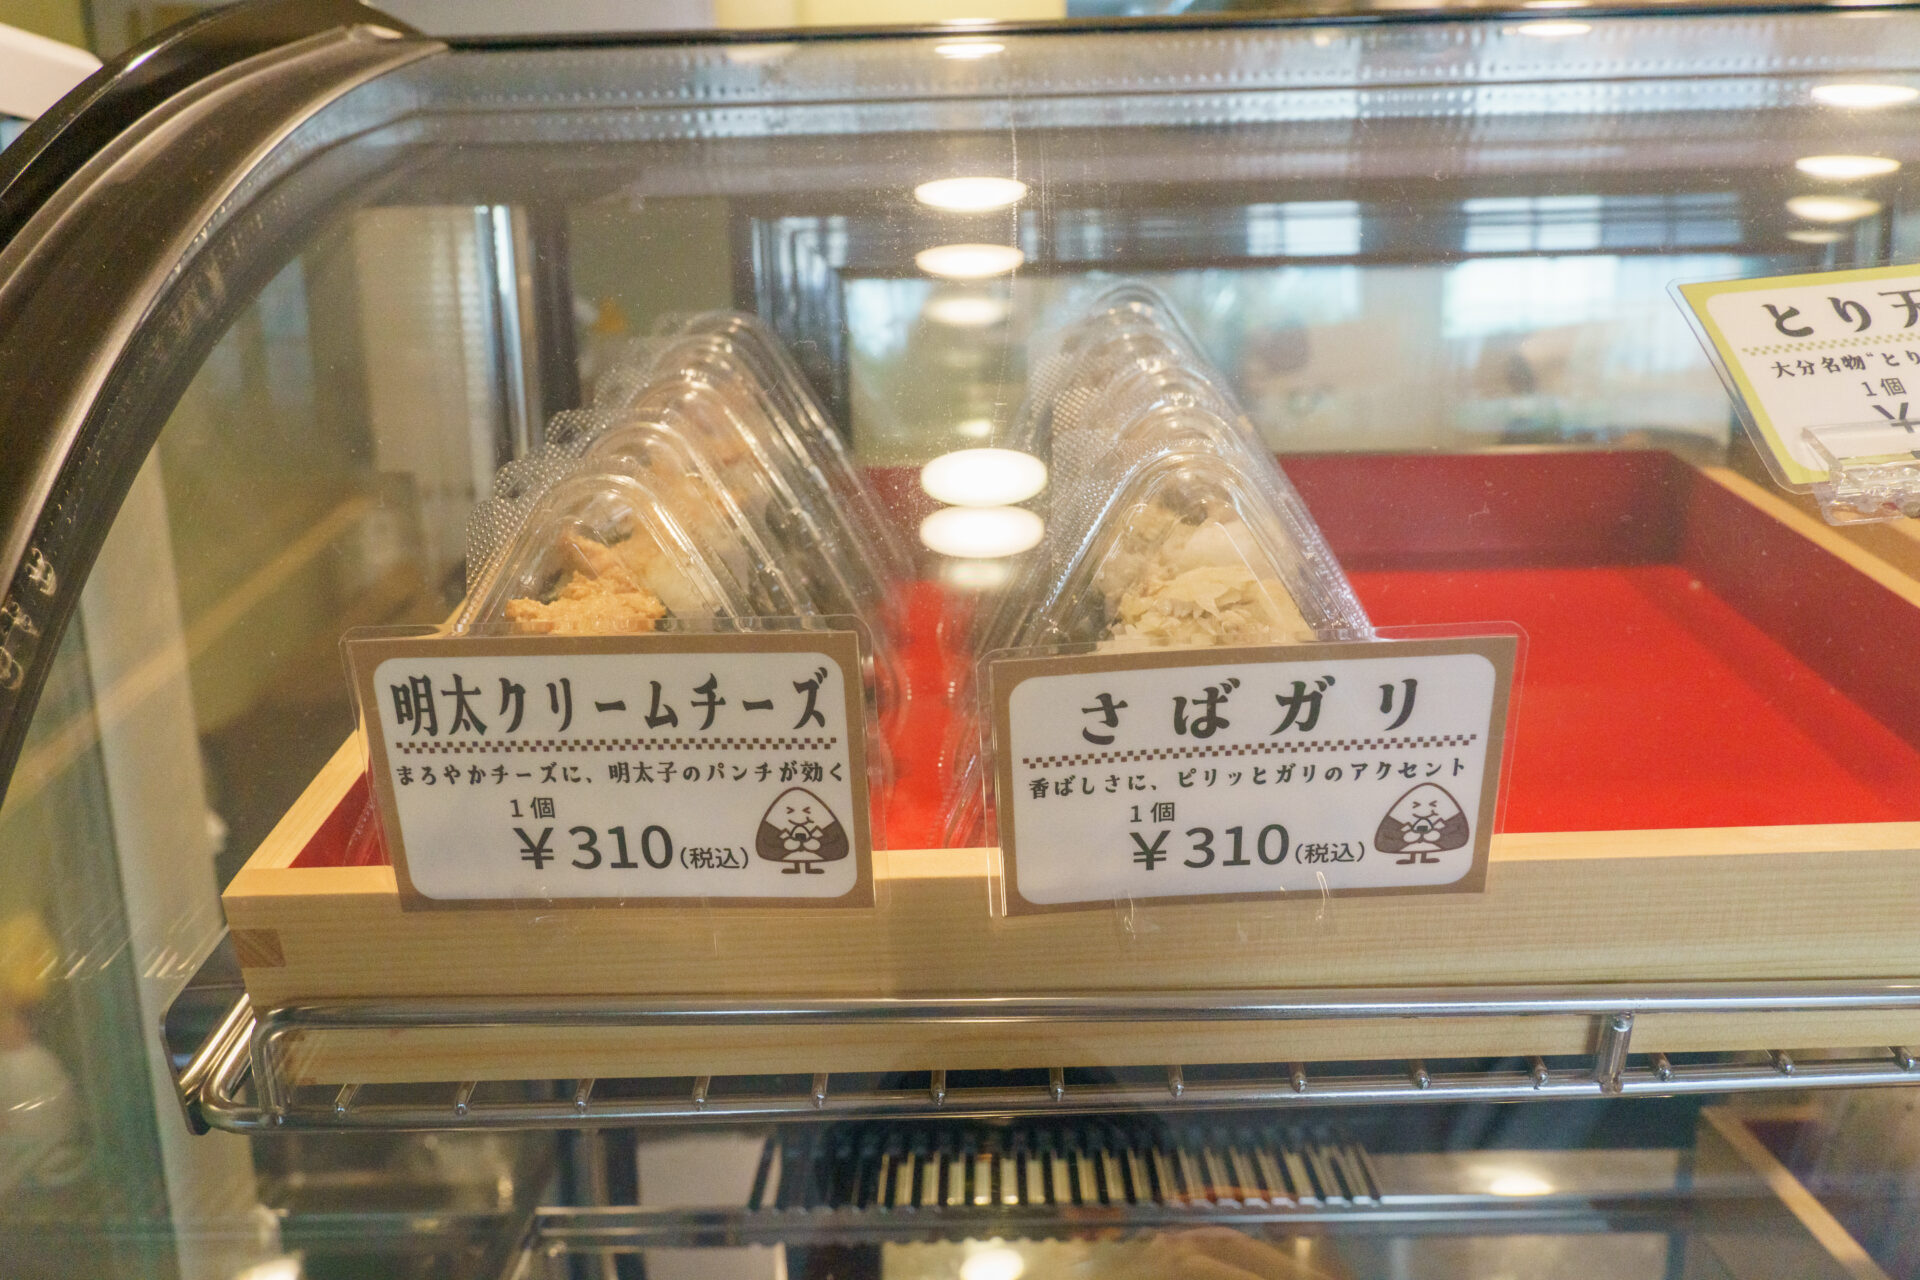 明太クリームチーズ
まろやかチーズに、明太子のパンチが効く
1個
¥310(税込)
さばガリ
香ばしさに、ピリッとガリのアクセント
1個
¥310(税込)
とり天
大分名物"とり
1個
¥